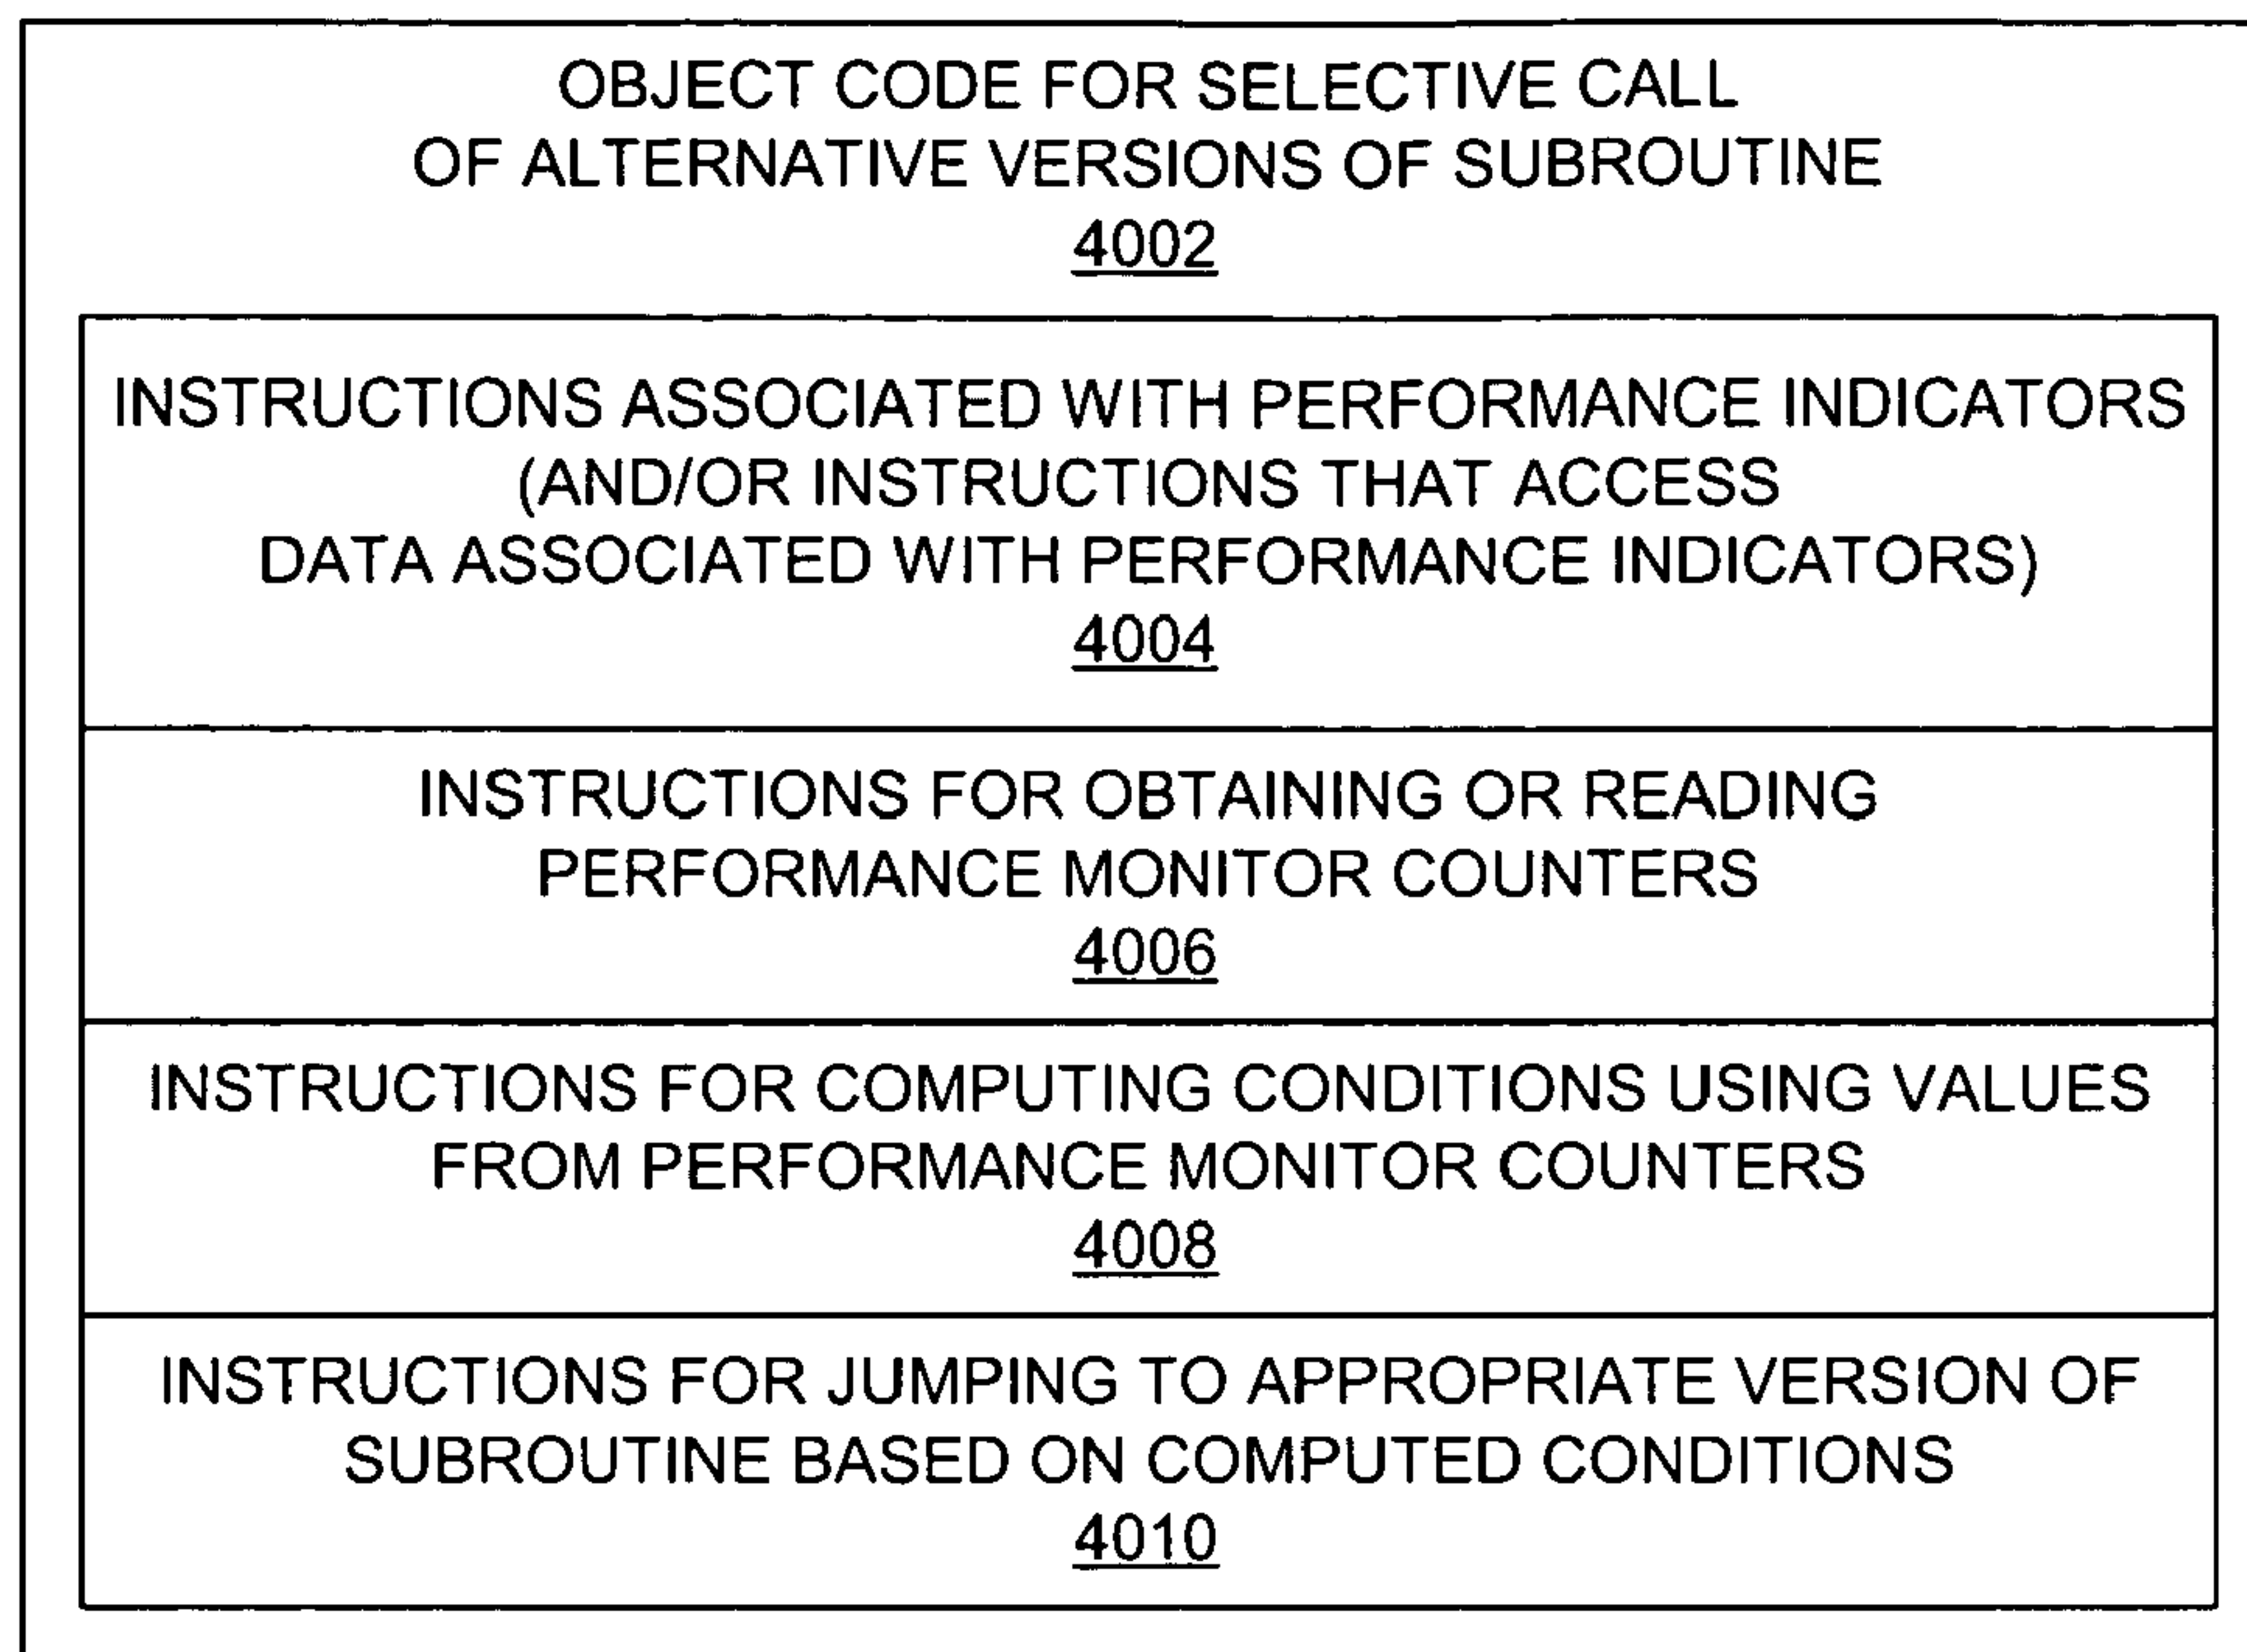 OBJECT CODE FOR SELECTIVE CALL
OF ALTERNATIVE VERSIONS OF SUBROUTINE
4002
INSTRUCTIONS ASSOCIATED WITH PERFORMANCE INDICATORS
(AND/OR INSTRUCTIONS THAT ACCESS
DATA ASSOCIATED WITH PERFORMANCE INDICATORS)
4004
INSTRUCTIONS FOR OBTAINING OR READING
PERFORMANCE MONITOR COUNTERS
4006
INSTRUCTIONS FOR COMPUTING CONDITIONS USING VALUES
FROM PERFORMANCE MONITOR COUNTERS
4008
INSTRUCTIONS FOR JUMPING TO APPROPRIATE VERSION OF
SUBROUTINE BASED ON COMPUTED CONDITIONS
4010